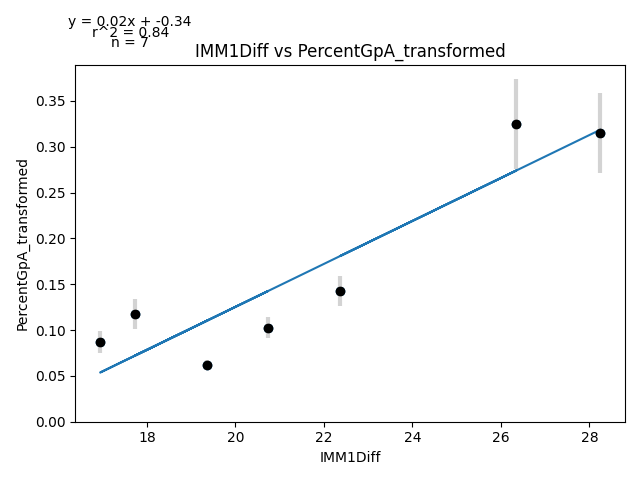 y = 0.02x + -0.34
r^2 = 0.84
n = 7
IMM1Diff vs PercentGpA_transformed
PercentGpA_transformed
0.35
0.30
0.25
0.20
0.15
0.10
0.05
0.00
18 20 22 24 26 28
IMM1Diff